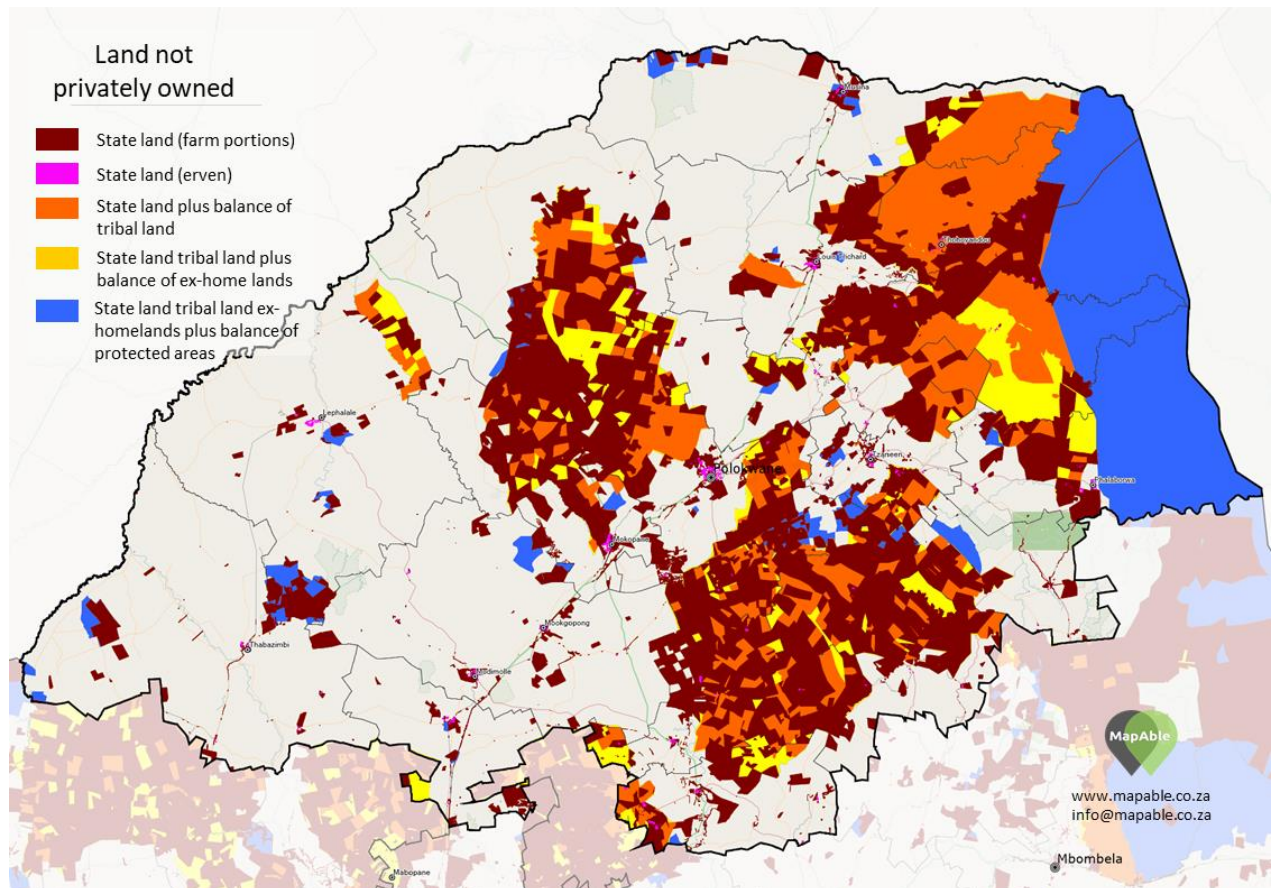 Land not
privately owned
State land (farm portions)
State land (erven)
State land plus balance of
tribal land
State land tribal land plus
balance of ex-home lands
State land tribal land ex-
homelands plus balance of
protected areas
Musina
Thohoyandou
Louis Trichard
Lephalale
Polokwane
Tzaneen
Phalaborwa
Mokopane
Mookgopong
Thabazimbi
Modimolle
MapAble
www.mapable.co.za
info@mapable.co.za
Mbombela
Mabopane